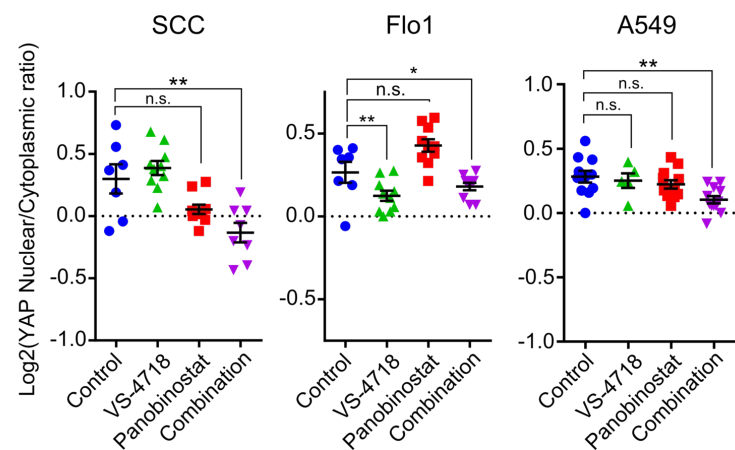 SCC
Flo1
A549
Log2(YAP Nuclear/Cytoplasmic ratio)
1.0
0.5
0.0
-0.5
-1.0
**
n.s.
Control
VS-4718
Panobinostat
Combination
0.5
0.0
-0.5
*
n.s.
**
Control
VS-4718
Panobinostat
Combination
1.0
0.5
0.0
-0.5
-1.0
**
n.s.
n.s.
Control
VS-4718
Panobinostat
Combination